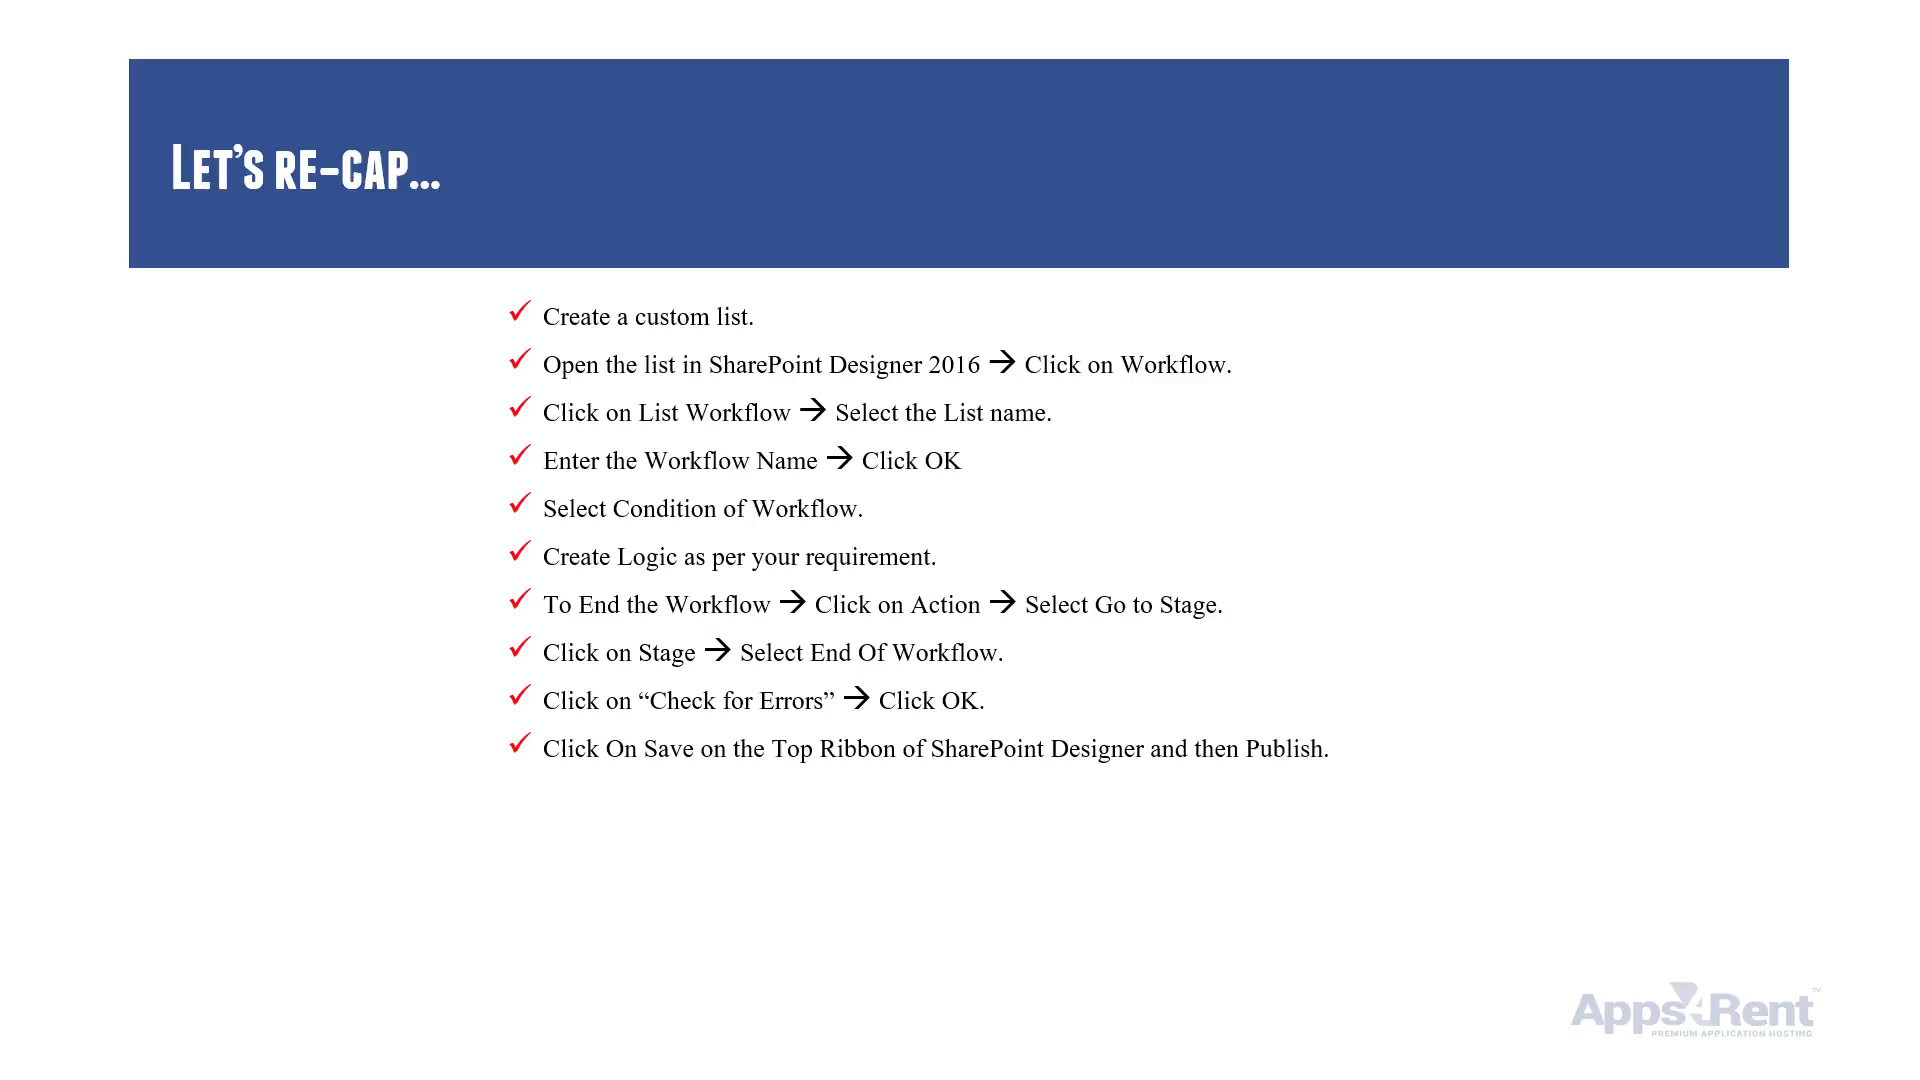 Let's re-cap...
✓ Create a custom list.
✓ Open the list in SharePoint Designer 2016 → Click on Workflow.
✓ Click on List Workflow → Select the List name.
✓ Enter the Workflow Name → Click OK
✓ Select Condition of Workflow.
✓ Create Logic as per your requirement.
✓ To End the Workflow → Click on Action → Select Go to Stage.
✓ Click on Stage → Select End Of Workflow.
✓ Click on “Check for Errors” → Click OK.
✓ Click On Save on the Top Ribbon of SharePoint Designer and then Publish.
Apps4Rent™
PREMIUM APPLICATION HOSTING